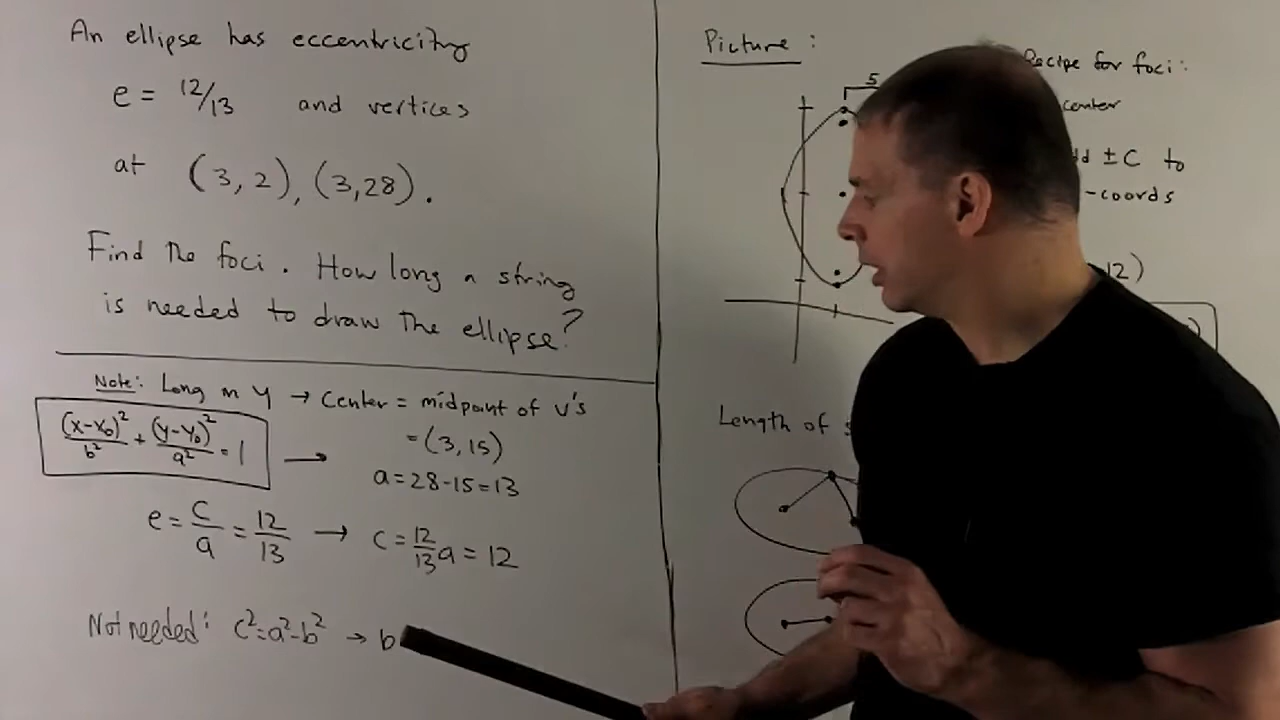 An ellipse has eccentricity
e = 12/13 and vertices
at (3,2), (3,28).
Find the foci. How long a string
is needed to draw the ellipse?
Note: Long in y → Center = midpoint of v's
= (3,15)
(x-x₀)²/b² + (y-y₀)²/a² = 1 →
a = 28-15 = 13
e = c/a = 12/13 → c = 12/13 a = 12
Not needed: c² = a²-b² → b
Picture:
5
Recipe for foci:
center
±C to
-coords
12)
Length of